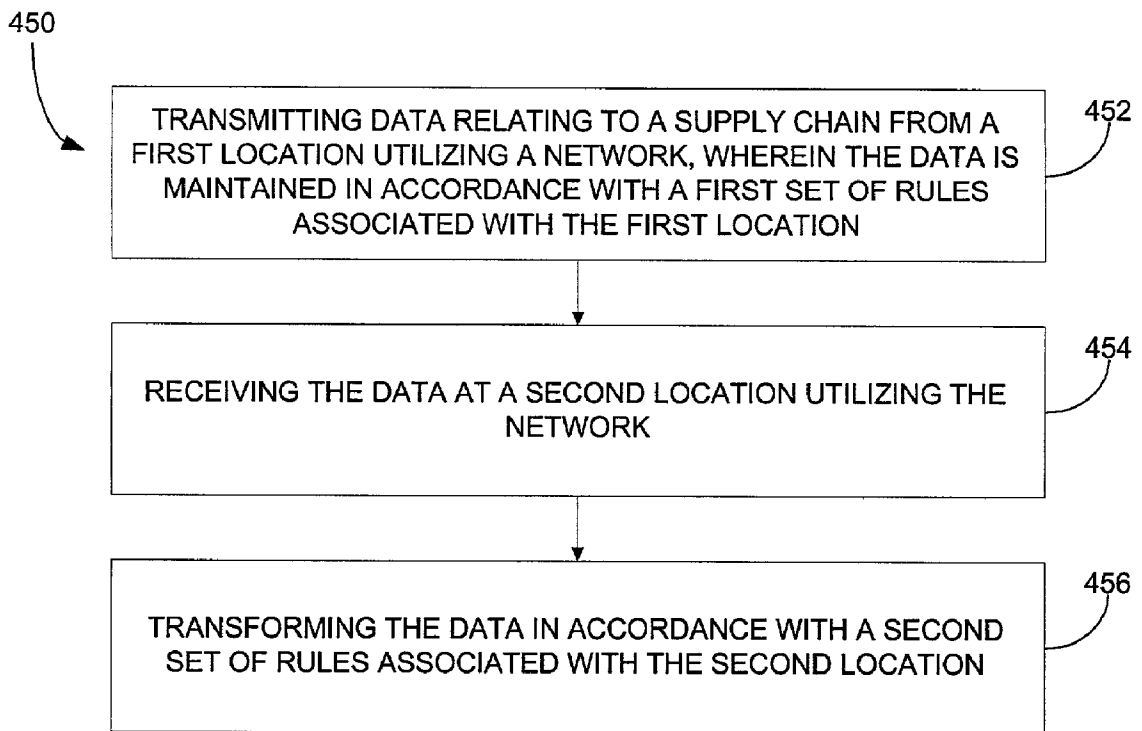 450
TRANSMITTING DATA RELATING TO A SUPPLY CHAIN FROM A
FIRST LOCATION UTILIZING A NETWORK, WHEREIN THE DATA IS
MAINTAINED IN ACCORDANCE WITH A FIRST SET OF RULES
ASSOCIATED WITH THE FIRST LOCATION
452
RECEIVING THE DATA AT A SECOND LOCATION UTILIZING THE
NETWORK
454
TRANSFORMING THE DATA IN ACCORDANCE WITH A SECOND
SET OF RULES ASSOCIATED WITH THE SECOND LOCATION
456